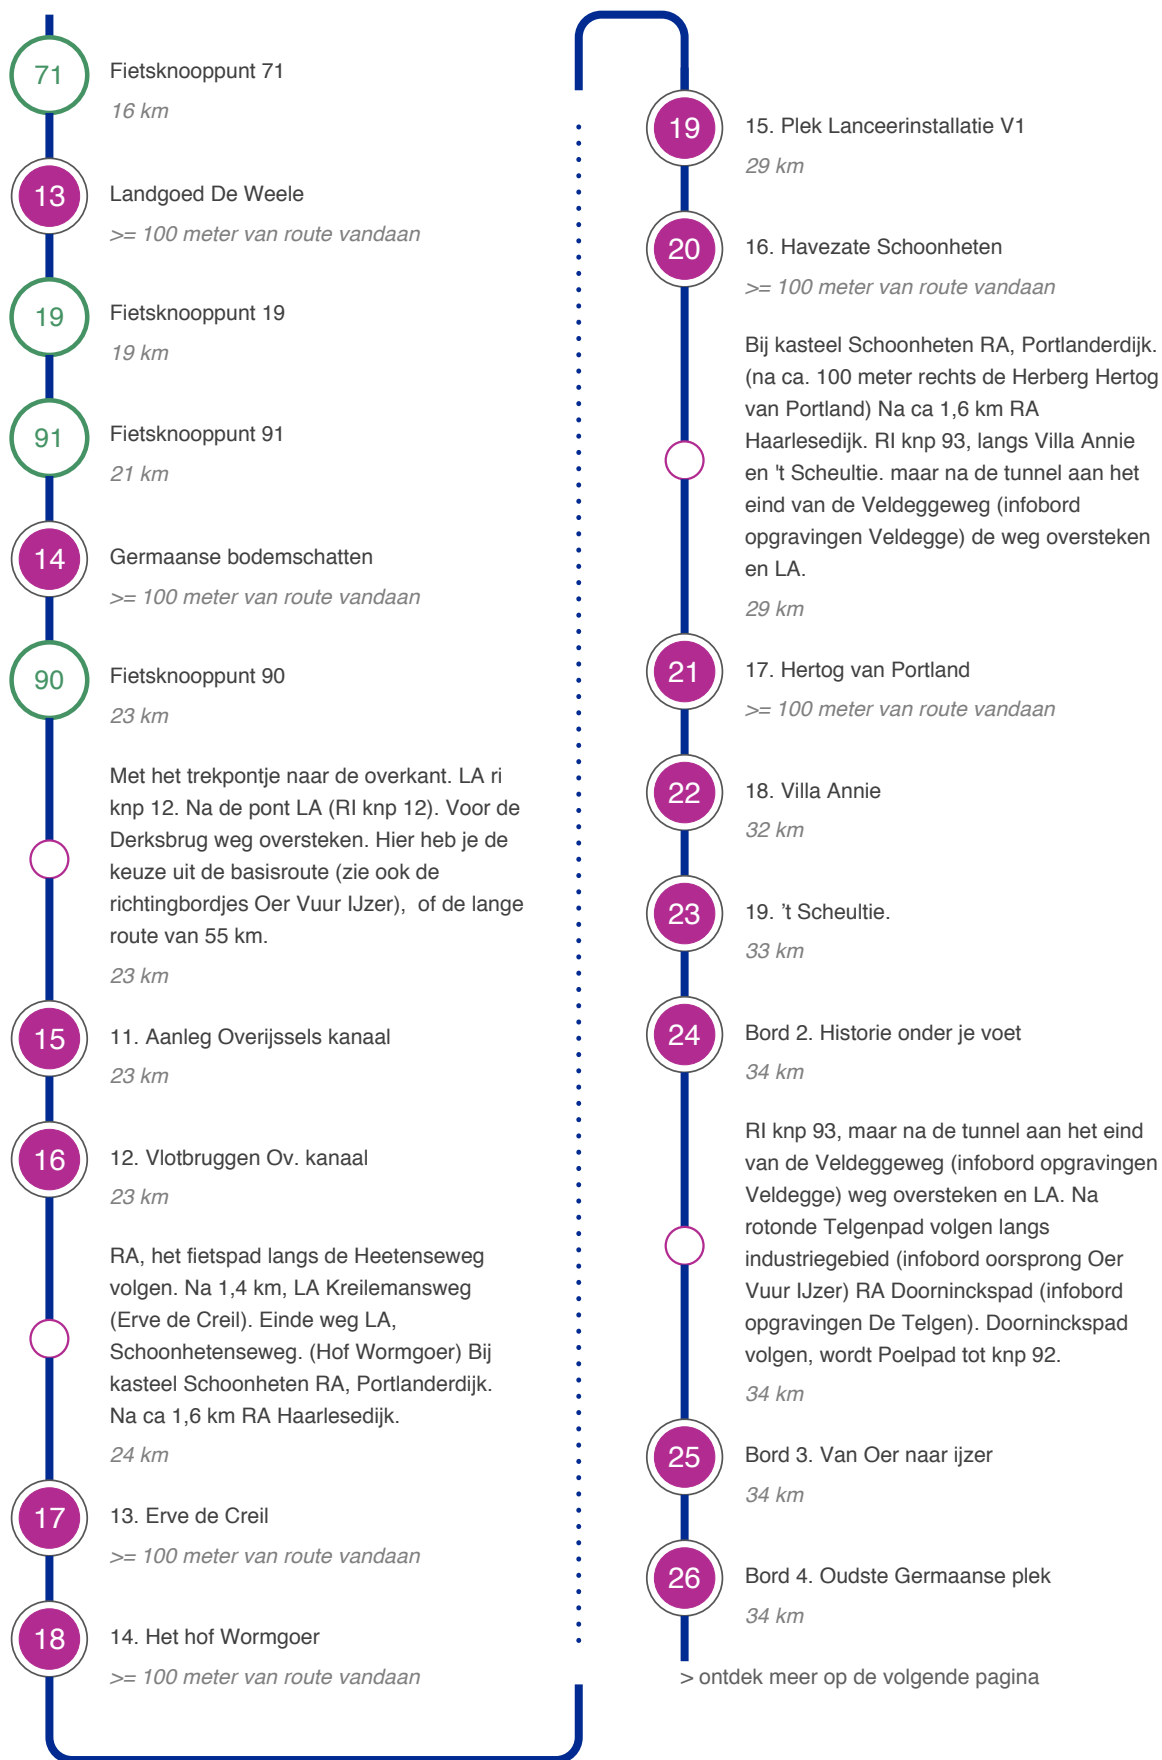 71
Fietsknooppunt 71
16 km
13
Landgoed De Weele
>= 100 meter van route vandaan
19
Fietsknooppunt 19
19 km
91
Fietsknooppunt 91
21 km
14
Germaanse bodemschatten
>= 100 meter van route vandaan
90
Fietsknooppunt 90
23 km
Met het trekpontje naar de overkant. LA ri
knp 12. Na de pont LA (RI knp 12). Voor de
Derksbrug weg oversteken. Hier heb je de
keuze uit de basisroute (zie ook de
richtingbordjes Oer Vuur IJzer), of de lange
route van 55 km.
23 km
15
11. Aanleg Overijssels kanaal
23 km
16
12. Vlotbruggen Ov. kanaal
23 km
RA, het fietspad langs de Heetenseweg
volgen. Na 1,4 km, LA Kreilemansweg
(Erve de Creil). Einde weg LA,
Schoonhetenseweg. (Hof Wormgoer) Bij
kasteel Schoonheten RA, Portlanderdijk.
Na ca 1,6 km RA Haarlesedijk.
24 km
17
13. Erve de Creil
>= 100 meter van route vandaan
18
14. Het hof Wormgoer
>= 100 meter van route vandaan
19
15. Plek Lanceerinstallatie V1
29 km
20
16. Havezate Schoonheten
>= 100 meter van route vandaan
Bij kasteel Schoonheten RA, Portlanderdijk.
(na ca. 100 meter rechts de Herberg Hertog
van Portland) Na ca 1,6 km RA
Haarlesedijk. RI knp 93, langs Villa Annie
en 't Scheultie. maar na de tunnel aan het
eind van de Veldeggeweg (infobord
opgravingen Veldegge) de weg oversteken
en LA.
29 km
21
17. Hertog van Portland
>= 100 meter van route vandaan
22
18. Villa Annie
32 km
23
19. ’t Scheultie.
33 km
24
Bord 2. Historie onder je voet
34 km
RI knp 93, maar na de tunnel aan het eind
van de Veldeggeweg (infobord opgravingen
Veldegge) weg oversteken en LA. Na
rotonde Telgenpad volgen langs
industriegebied (infobord oorsprong Oer
Vuur IJzer) RA Doorninckspad (infobord
opgravingen De Telgen). Doorninckspad
volgen, wordt Poelpad tot knp 92.
34 km
25
Bord 3. Van Oer naar ijzer
34 km
26
Bord 4. Oudste Germaanse plek
34 km
> ontdek meer op de volgende pagina